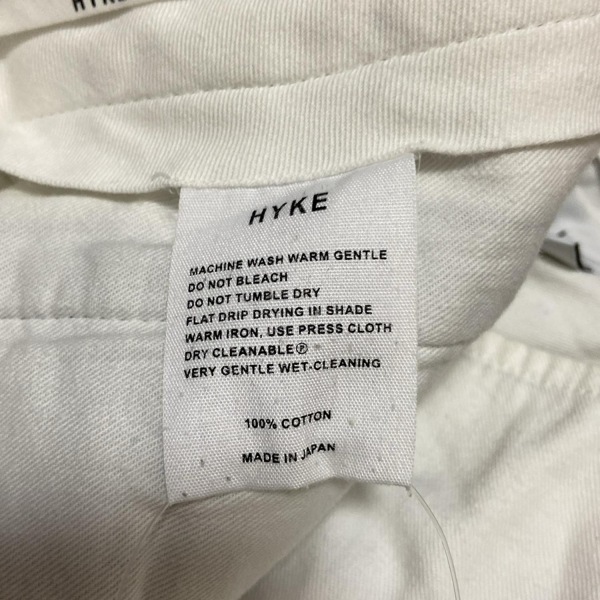 HYKE
MACHINE WASH WARM GENTLE
DO NOT BLEACH
DO NOT TUMBLE DRY
FLAT DRIP DRYING IN SHADE
WARM IRON, USE PRESS CLOTH
DRY CLEANABLE Ⓟ
VERY GENTLE WET-CLEANING
100% COTTON
MADE IN JAPAN